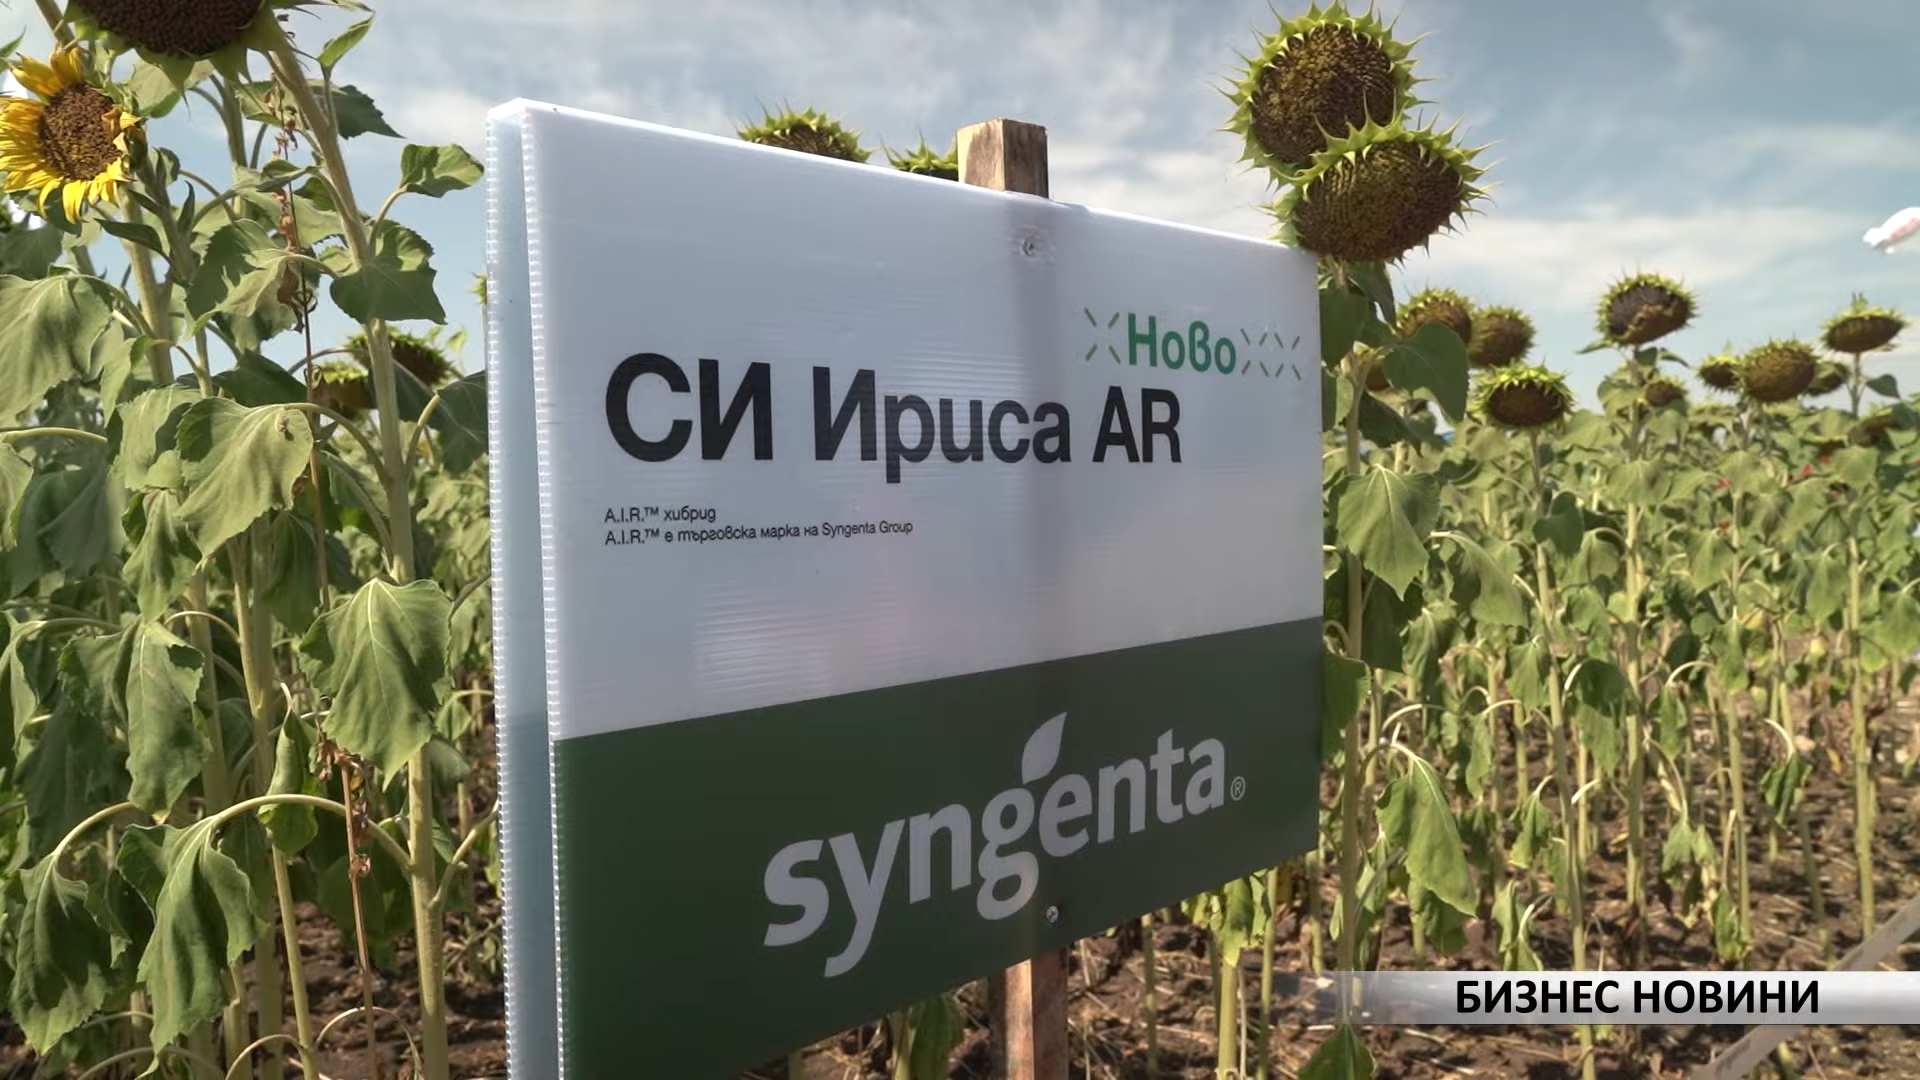 Ново
СИ Ириса AR
A.I.R.™ хибрид
A.I.R.™ е търговска марка на Syngenta Group
syngenta®
БИЗНЕС НОВИНИ